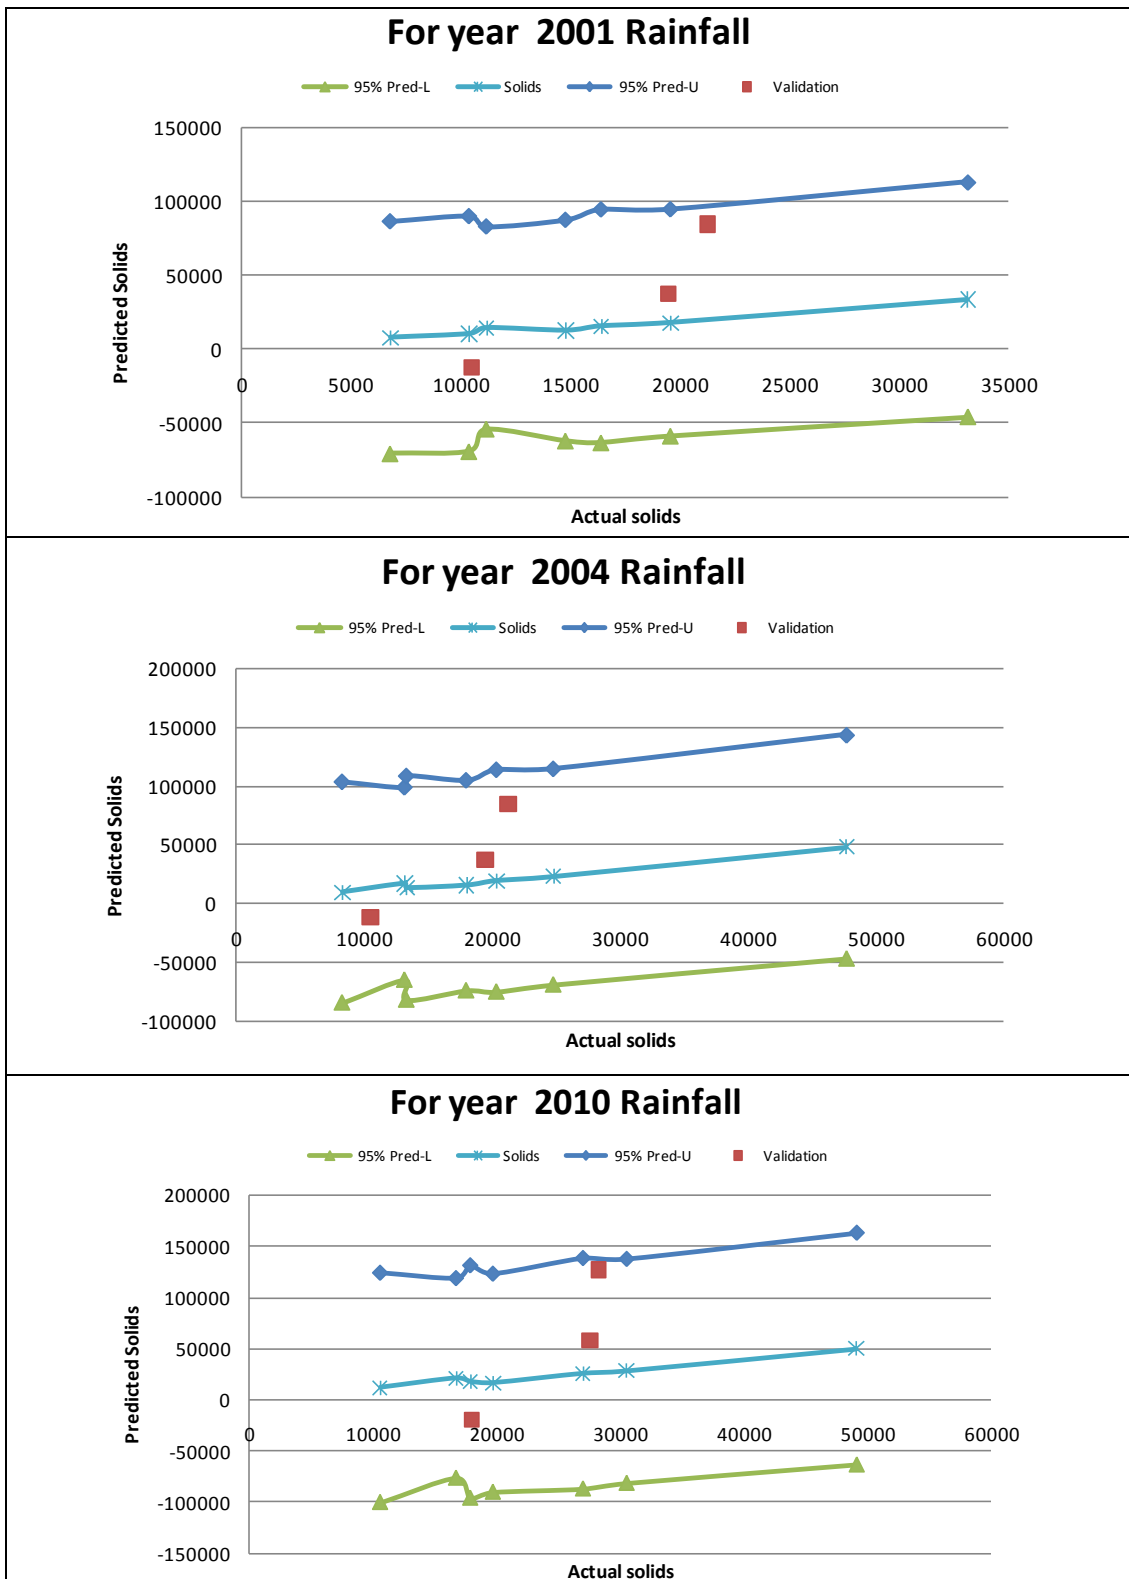 For year 2001 Rainfall
95% Pred-L Solids 95% Pred-U Validation
150000
100000
50000
0
-50000
-100000
0 5000 10000 15000 20000 25000 30000 35000
Predicted Solids
Actual solids
For year 2004 Rainfall
95% Pred-L Solids 95% Pred-U Validation
200000
150000
100000
50000
0
-50000
-100000
0 10000 20000 30000 40000 50000 60000
Predicted Solids
Actual solids
For year 2010 Rainfall
95% Pred-L Solids 95% Pred-U Validation
200000
150000
100000
50000
0
-50000
-100000
-150000
0 10000 20000 30000 40000 50000 60000
Predicted Solids
Actual solids